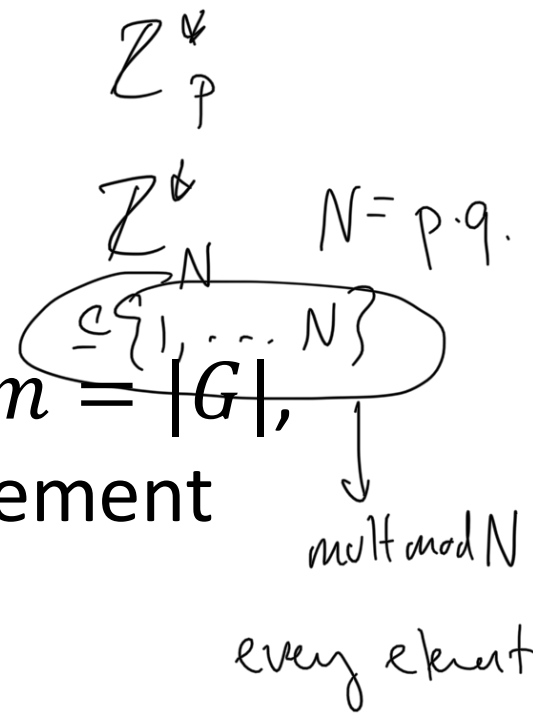 Z*p
Z*N N = p.q.
⊆ {1, ... N}
m = |G|,
ement
mult mod N
every element